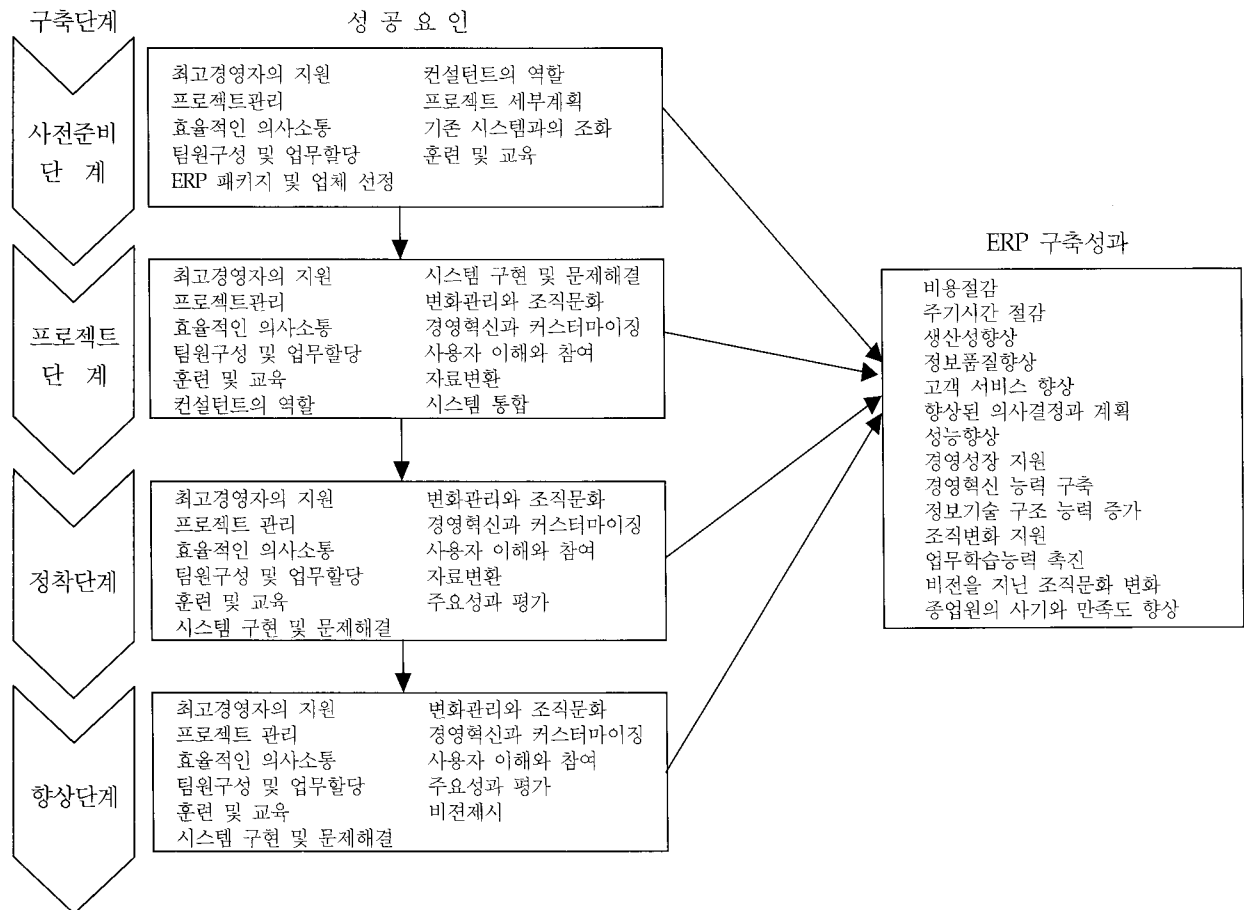 구축단계
성 공 요 인
사전준비
단 계
최고경영자의 지원
프로젝트관리
효율적인 의사소통
팀원구성 및 업무할당
ERP 패키지 및 업체 선정
컨설턴트의 역할
프로젝트 세부계획
기존 시스템과의 조화
훈련 및 교육
프로젝트
단 계
최고경영자의 지원
프로젝트관리
효율적인 의사소통
팀원구성 및 업무할당
훈련 및 교육
컨설턴트의 역할
시스템 구현 및 문제해결
변화관리와 조직문화
경영혁신과 커스터마이징
사용자 이해와 참여
자료변환
시스템 통합
정착단계
최고경영자의 지원
프로젝트 관리
효율적인 의사소통
팀원구성 및 업무할당
훈련 및 교육
시스템 구현 및 문제해결
변화관리와 조직문화
경영혁신과 커스터마이징
사용자 이해와 참여
자료변환
주요성과 평가
향상단계
최고경영자의 지원
프로젝트 관리
효율적인 의사소통
팀원구성 및 업무할당
훈련 및 교육
시스템 구현 및 문제해결
변화관리와 조직문화
경영혁신과 커스터마이징
사용자 이해와 참여
주요성과 평가
비젼제시
ERP 구축성과
비용절감
주기시간 절감
생산성향상
정보품질향상
고객 서비스 향상
향상된 의사결정과 계획
성능향상
경영성장 지원
경영혁신 능력 구축
정보기술 구조 능력 증가
조직변화 지원
업무학습능력 촉진
비전을 지닌 조직문화 변화
종업원의 사기와 만족도 향상